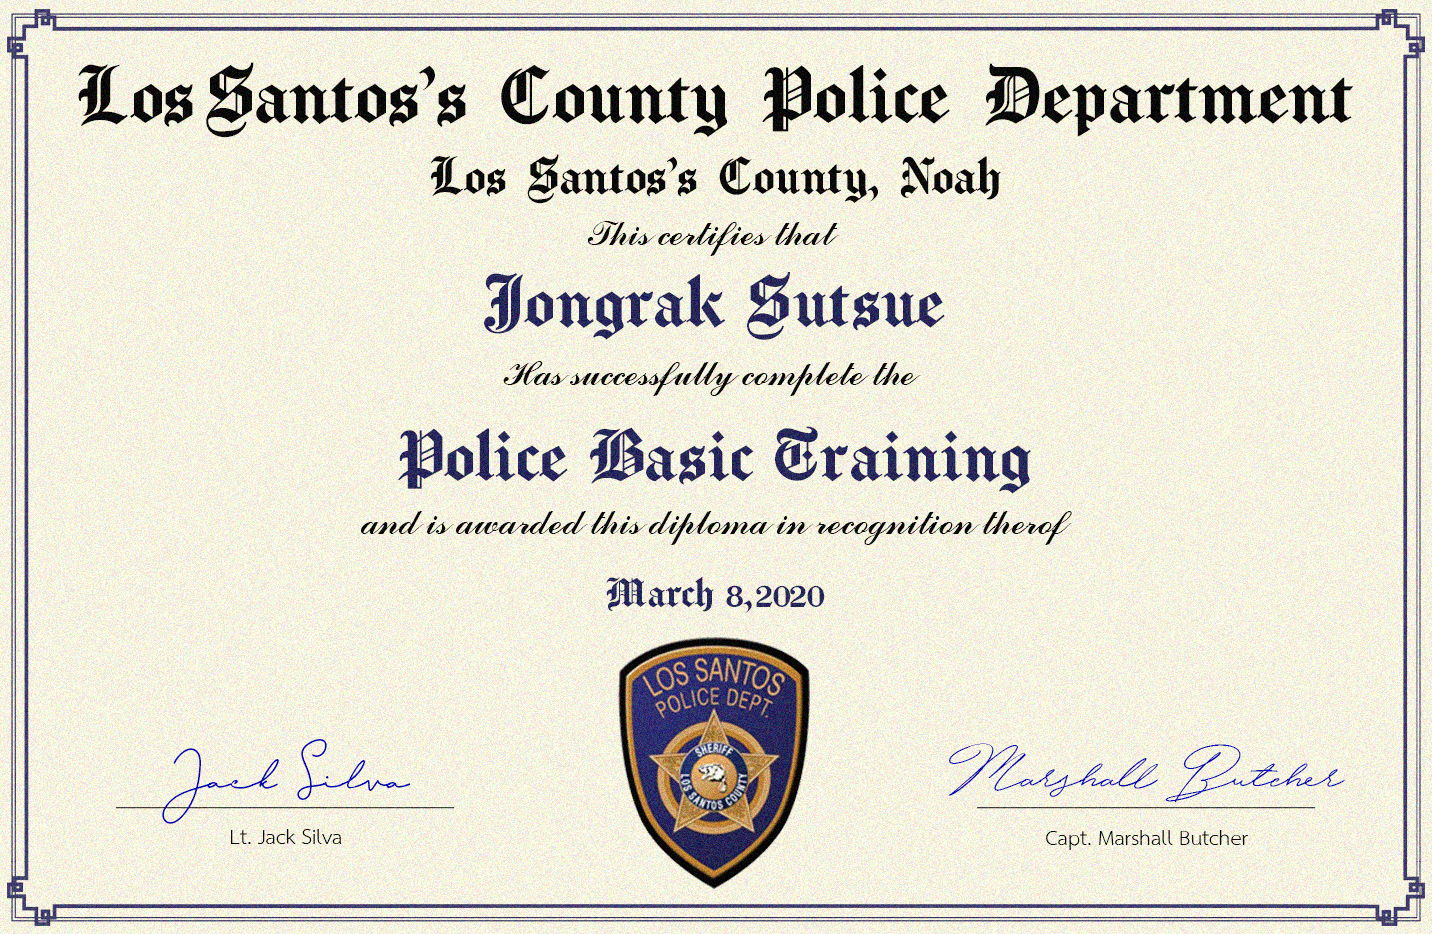 Los Santos's County Police Department
Los Santos's County, Noah
This certifies that
Jongrak Sutsue
Has successfully complete the
Police Basic Training
and is awarded this diploma in recognition therof
March 8,2020
LOS SANTOS
POLICE DEPT.
SHERIFF
LOS SANTOS COUNTY
Jack Silva
Lt. Jack Silva
Marshall Butcher
Capt. Marshall Butcher